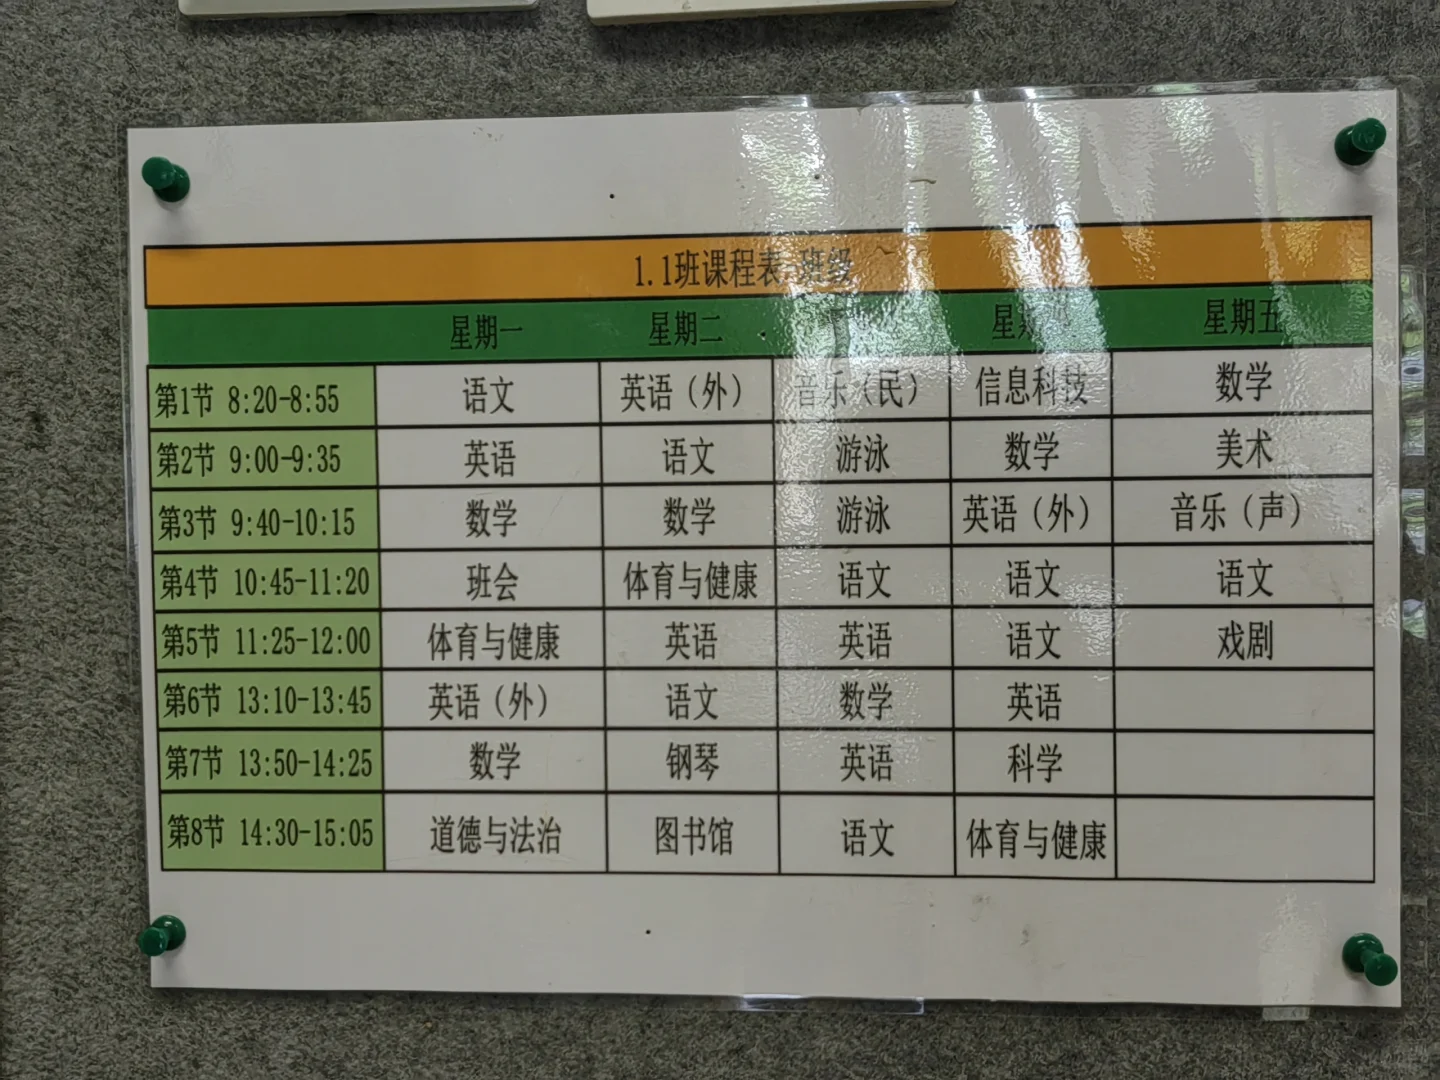 1.1班课程表-班级
星期一 星期二 星期四 星期五
第1节 8:20-8:55 语文 英语（外） 音乐（民） 信息科技 数学
第2节 9:00-9:35 英语 语文 游泳 数学 美术
第3节 9:40-10:15 数学 数学 游泳 英语（外） 音乐（声）
第4节 10:45-11:20 班会 体育与健康 语文 语文 语文
第5节 11:25-12:00 体育与健康 英语 英语 语文 戏剧
第6节 13:10-13:45 英语（外） 语文 数学 英语
第7节 13:50-14:25 数学 钢琴 英语 科学
第8节 14:30-15:05 道德与法治 图书馆 语文 体育与健康